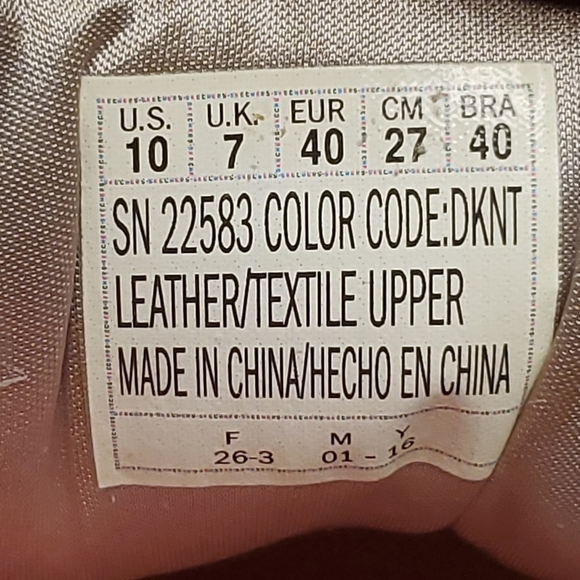 U.S. U.K. EUR CM BRA
10 7 40 27 40
SN 22583 COLOR CODE:DKNT
LEATHER/TEXTILE UPPER
MADE IN CHINA/HECHO EN CHINA
F M Y
26-3 01 - 16